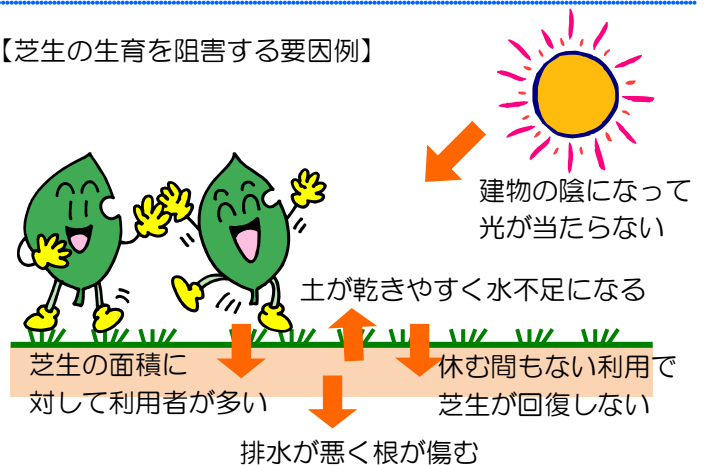 【芝生の生育を阻害する要因例】
建物の陰になって
光が当たらない
土が乾きやすく水不足になる
芝生の面積に
対して利用者が多い
休む間もない利用で
芝生が回復しない
排水が悪く根が傷む